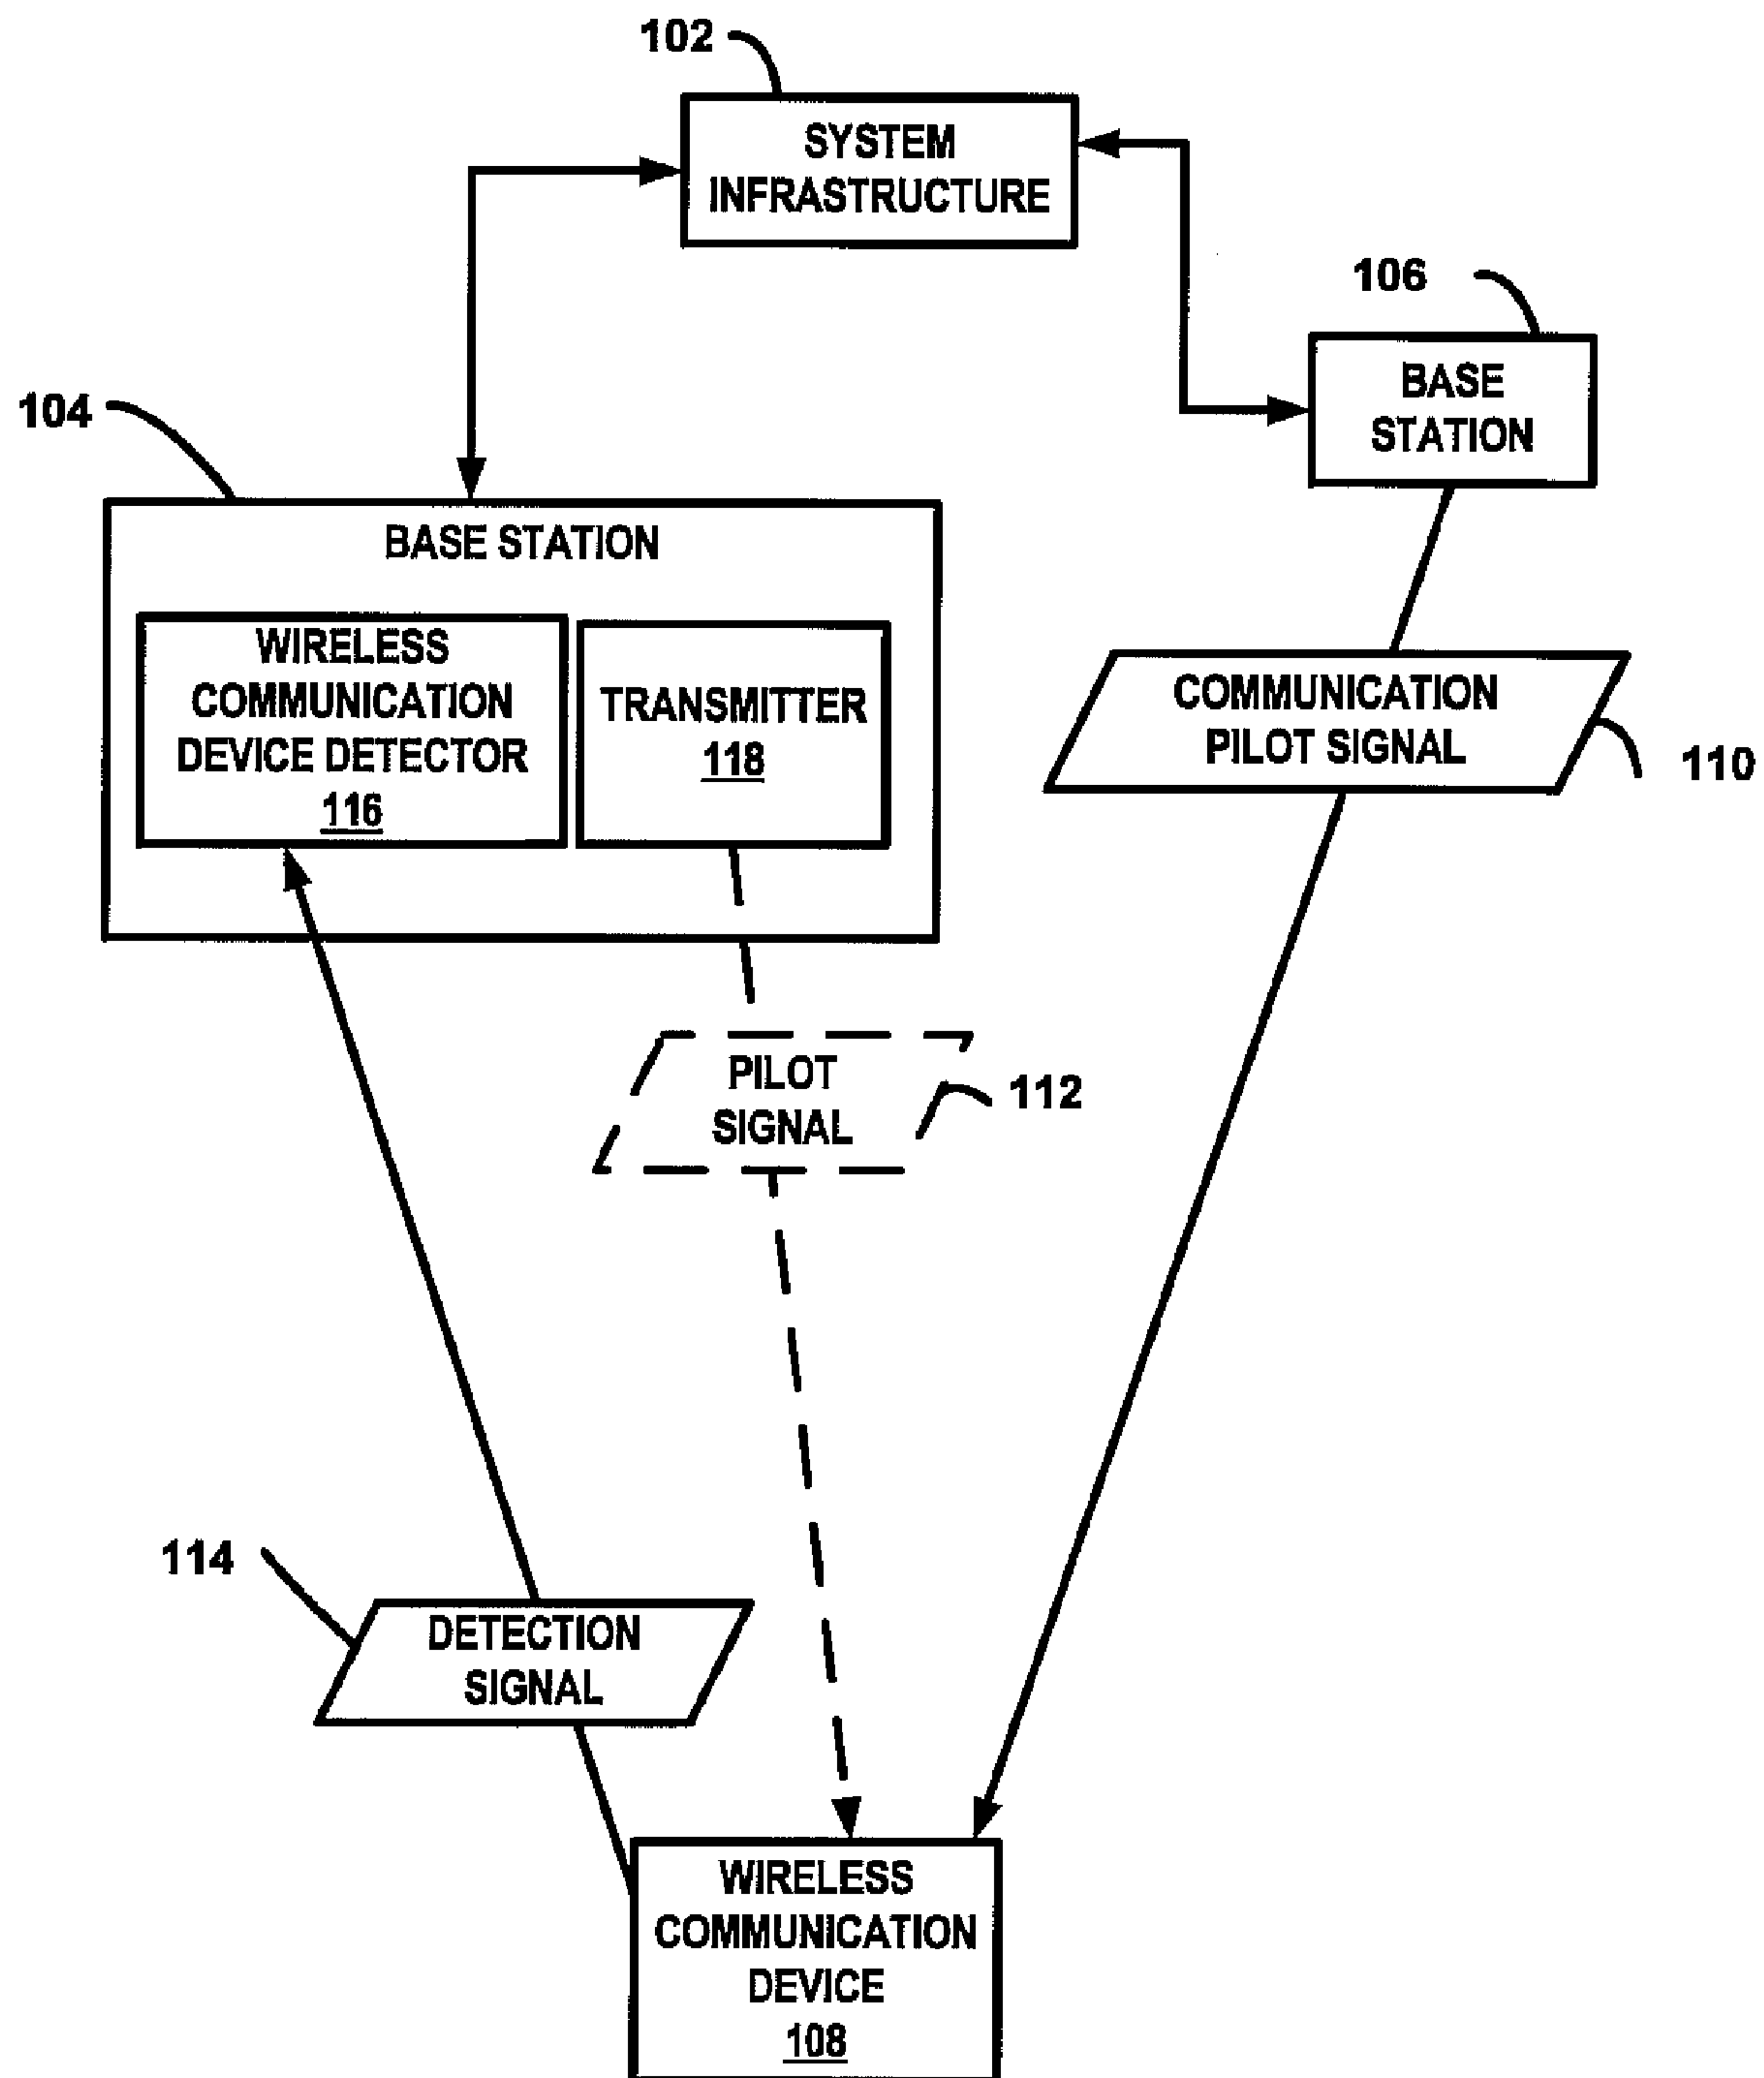 102
SYSTEM
INFRASTRUCTURE
106
BASE
STATION
104
BASE STATION
WIRELESS
COMMUNICATION
DEVICE DETECTOR
116
TRANSMITTER
118
COMMUNICATION
PILOT SIGNAL
110
PILOT
SIGNAL
112
114
DETECTION
SIGNAL
WIRELESS
COMMUNICATION
DEVICE
108